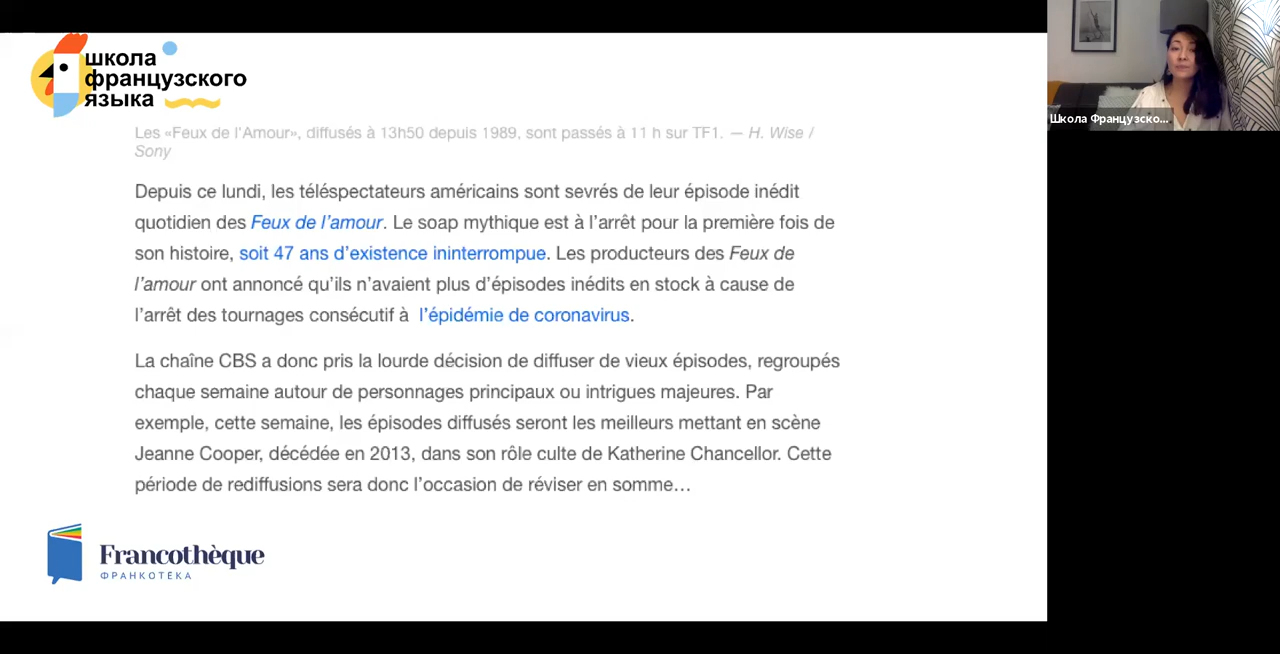 школа
французского
языка
Школа Французско...
Les «Feux de l’Amour», diffusés à 13h50 depuis 1989, sont passés à 11 h sur TF1. — H. Wise /
Sony
Depuis ce lundi, les téléspectateurs américains sont sevrés de leur épisode inédit
quotidien des Feux de l’amour. Le soap mythique est à l’arrêt pour la première fois de
son histoire, soit 47 ans d’existence ininterrompue. Les producteurs des Feux de
l’amour ont annoncé qu’ils n’avaient plus d’épisodes inédits en stock à cause de
l’arrêt des tournages consécutif à l’épidémie de coronavirus.
La chaîne CBS a donc pris la lourde décision de diffuser de vieux épisodes, regroupés
chaque semaine autour de personnages principaux ou intrigues majeures. Par
exemple, cette semaine, les épisodes diffusés seront les meilleurs mettant en scène
Jeanne Cooper, décédée en 2013, dans son rôle culte de Katherine Chancellor. Cette
période de rediffusions sera donc l’occasion de réviser en somme…
Francothèque
ФРАНКОТЕКА